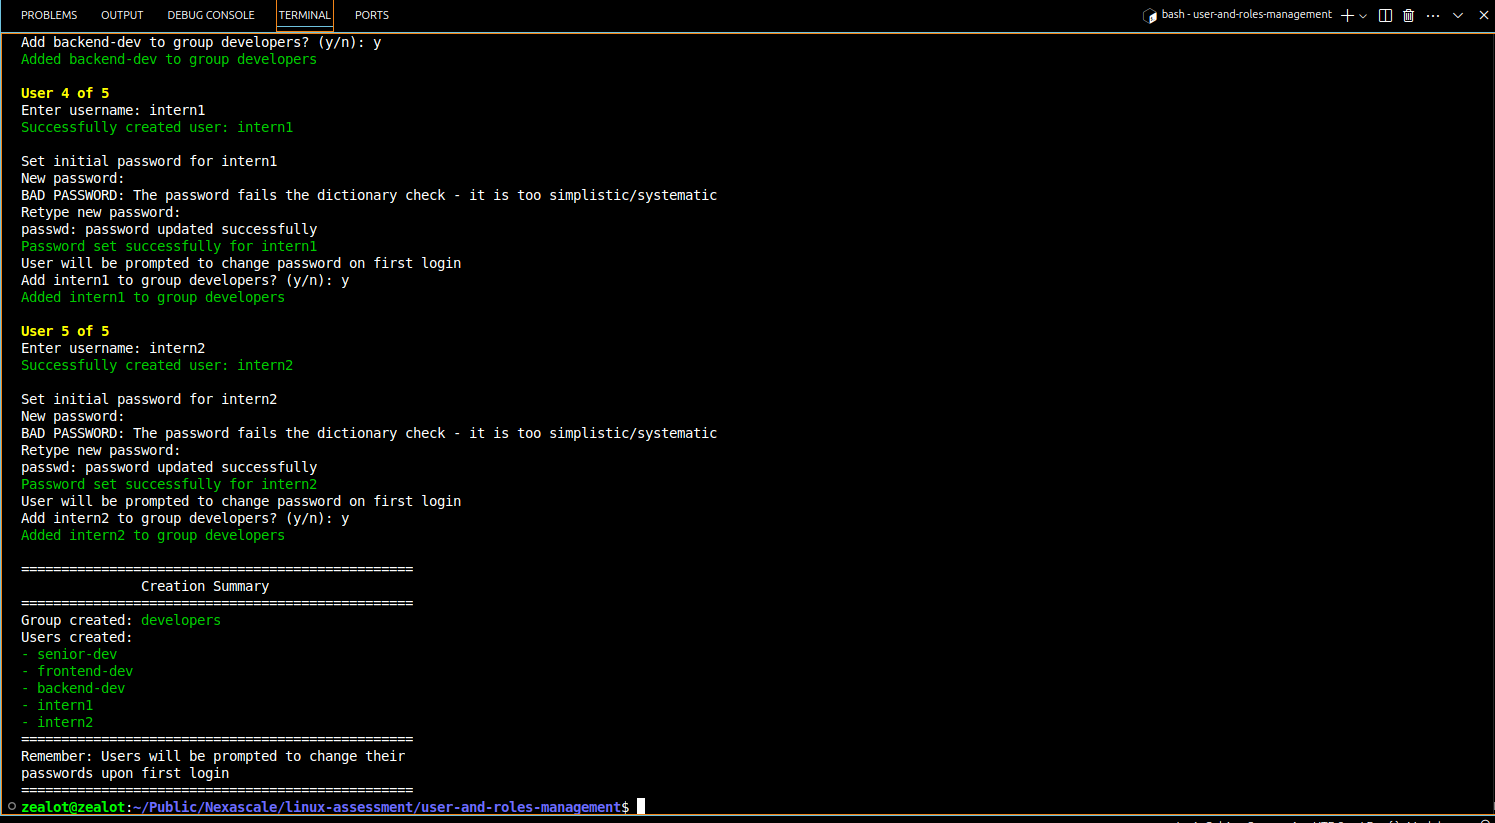 PROBLEMS OUTPUT DEBUG CONSOLE TERMINAL PORTS bash - user-and-roles-management
Add backend-dev to group developers? (y/n): y
Added backend-dev to group developers
User 4 of 5
Enter username: intern1
Successfully created user: intern1
Set initial password for intern1
New password:
BAD PASSWORD: The password fails the dictionary check - it is too simplistic/systematic
Retype new password:
passwd: password updated successfully
Password set successfully for intern1
User will be prompted to change password on first login
Add intern1 to group developers? (y/n): y
Added intern1 to group developers
User 5 of 5
Enter username: intern2
Successfully created user: intern2
Set initial password for intern2
New password:
BAD PASSWORD: The password fails the dictionary check - it is too simplistic/systematic
Retype new password:
passwd: password updated successfully
Password set successfully for intern2
User will be prompted to change password on first login
Add intern2 to group developers? (y/n): y
Added intern2 to group developers
=================================================
Creation Summary
=================================================
Group created: developers
Users created:
- senior-dev
- frontend-dev
- backend-dev
- intern1
- intern2
=================================================
Remember: Users will be prompted to change their
passwords upon first login
=================================================
zealot@zealot:~/Public/Nexascale/linux-assessment/user-and-roles-management$